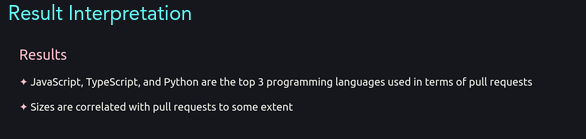 Result Interpretation
Results
✦ JavaScript, TypeScript, and Python are the top 3 programming languages used in terms of pull requests
✦ Sizes are correlated with pull requests to some extent